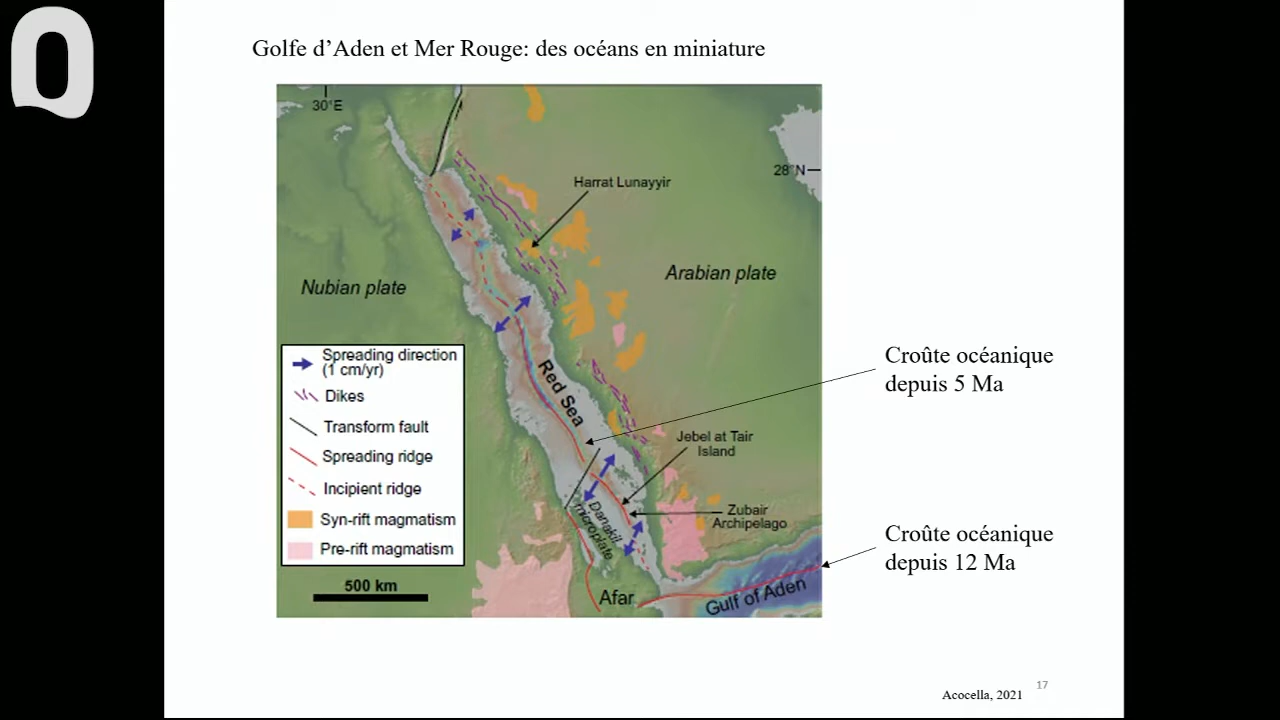 Golfe d’Aden et Mer Rouge: des océans en miniature
30°E
28°N
Harrat Lunayyir
Nubian plate
Arabian plate
Spreading direction
(1 cm/yr)
Dikes
Transform fault
Spreading ridge
Incipient ridge
Syn-rift magmatism
Pre-rift magmatism
500 km
Red Sea
Croûte océanique
depuis 5 Ma
Jebel at Tair
Island
Zubair
Archipelago
Danakil
microplate
Croûte océanique
depuis 12 Ma
Afar
Gulf of Aden
17
Acocella, 2021